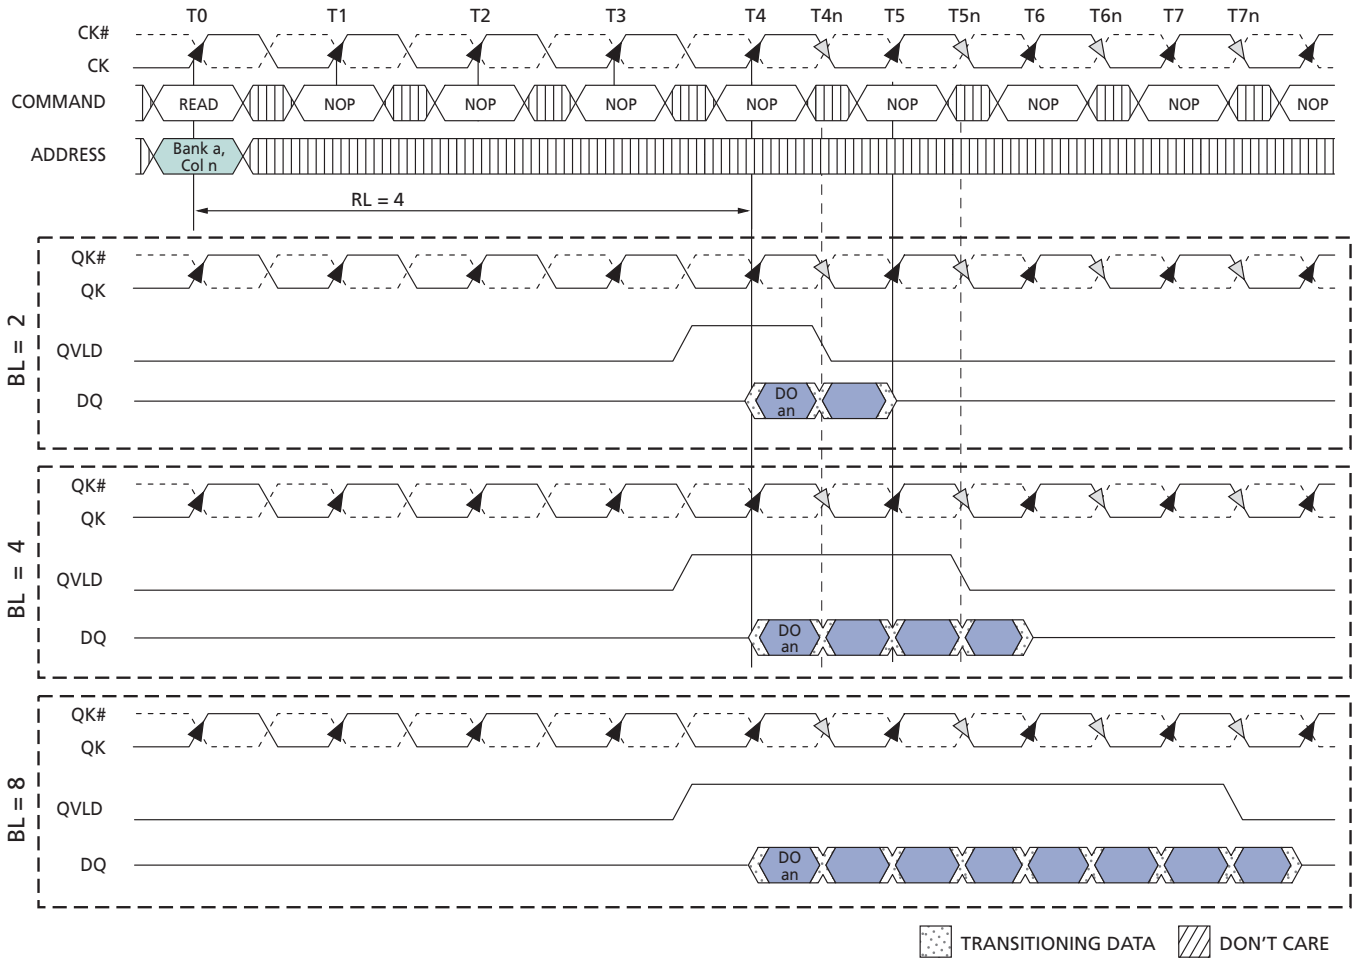 T0 T1 T2 T3 T4 T4n T5 T5n T6 T6n T7 T7n
CK#
CK
COMMAND READ NOP NOP NOP NOP NOP NOP NOP NOP
ADDRESS Bank a,
Col n
RL = 4
BL = 2
QK#
QK
QVLD
DQ DO
an
BL = 4
QK#
QK
QVLD
DQ DO
an
BL = 8
QK#
QK
QVLD
DQ DO
an
TRANSITIONING DATA DON'T CARE